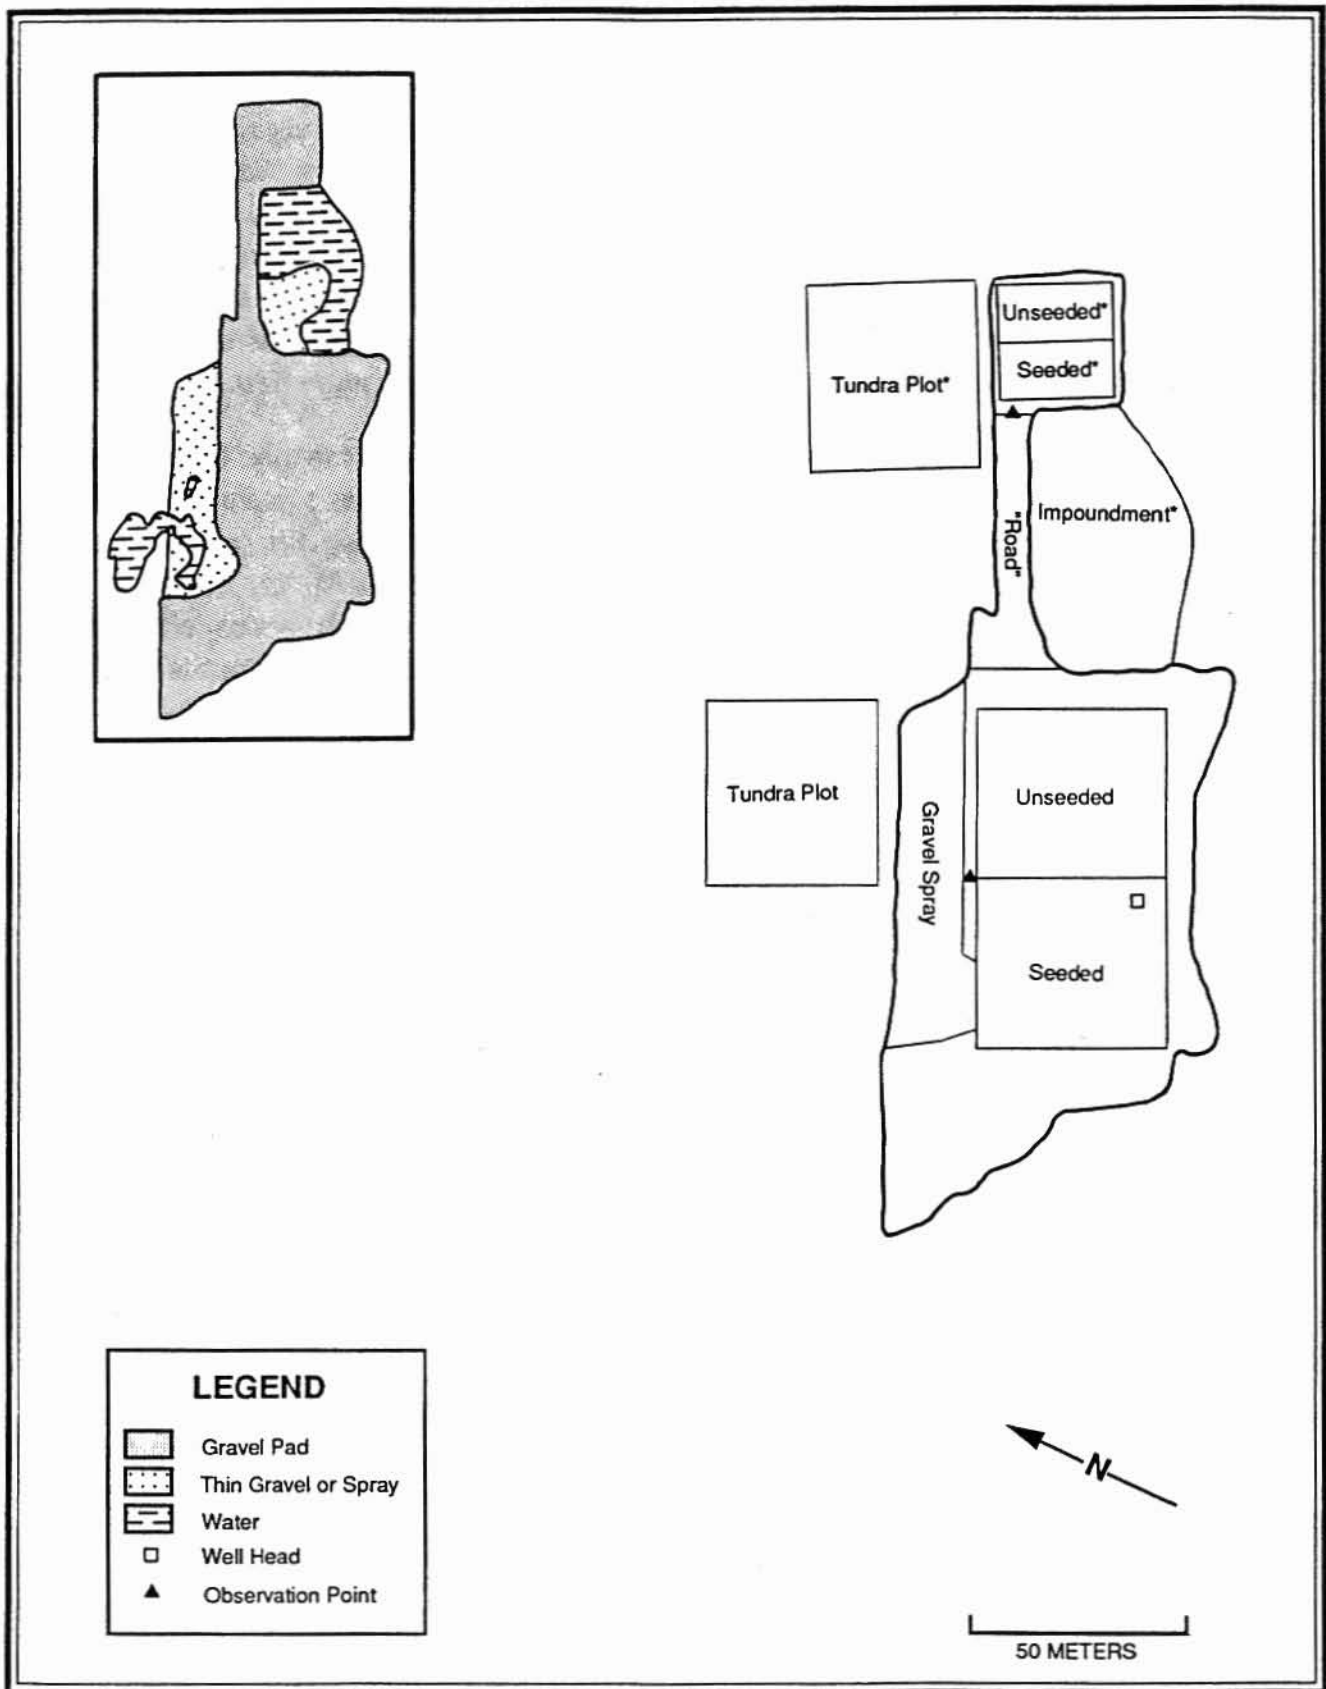 Unseeded*
Seeded*
Tundra Plot*
"Road"
Impoundment*
Tundra Plot
Gravel Spray
Unseeded
Seeded
LEGEND
Gravel Pad
Thin Gravel or Spray
Water
Well Head
Observation Point
N
50 METERS